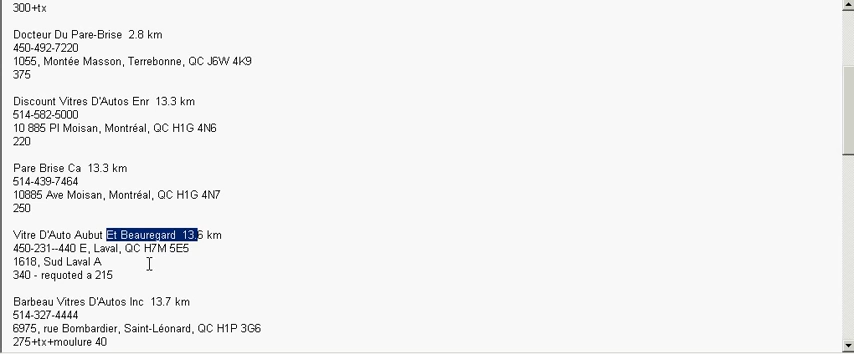 300+tx
Docteur Du Pare-Brise  2.8 km
450-492-7220
1055, Montée Masson, Terrebonne, QC J6W 4K9
375
Discount Vitres D'Autos Enr  13.3 km
514-582-5000
10 885 Pl Moisan, Montréal, QC H1G 4N6
220
Pare Brise Ca  13.3 km
514-439-7464
10885 Ave Moisan, Montréal, QC H1G 4N7
250
Vitre D'Auto Aubut Et Beauregard  13.6 km
450-231--440 E, Laval, QC H7M 5E5
1618, Sud Laval A
340 - requoted a 215
Barbeau Vitres D'Autos Inc  13.7 km
514-327-4444
6975, rue Bombardier, Saint-Léonard, QC H1P 3G6
275+tx+moulure 40